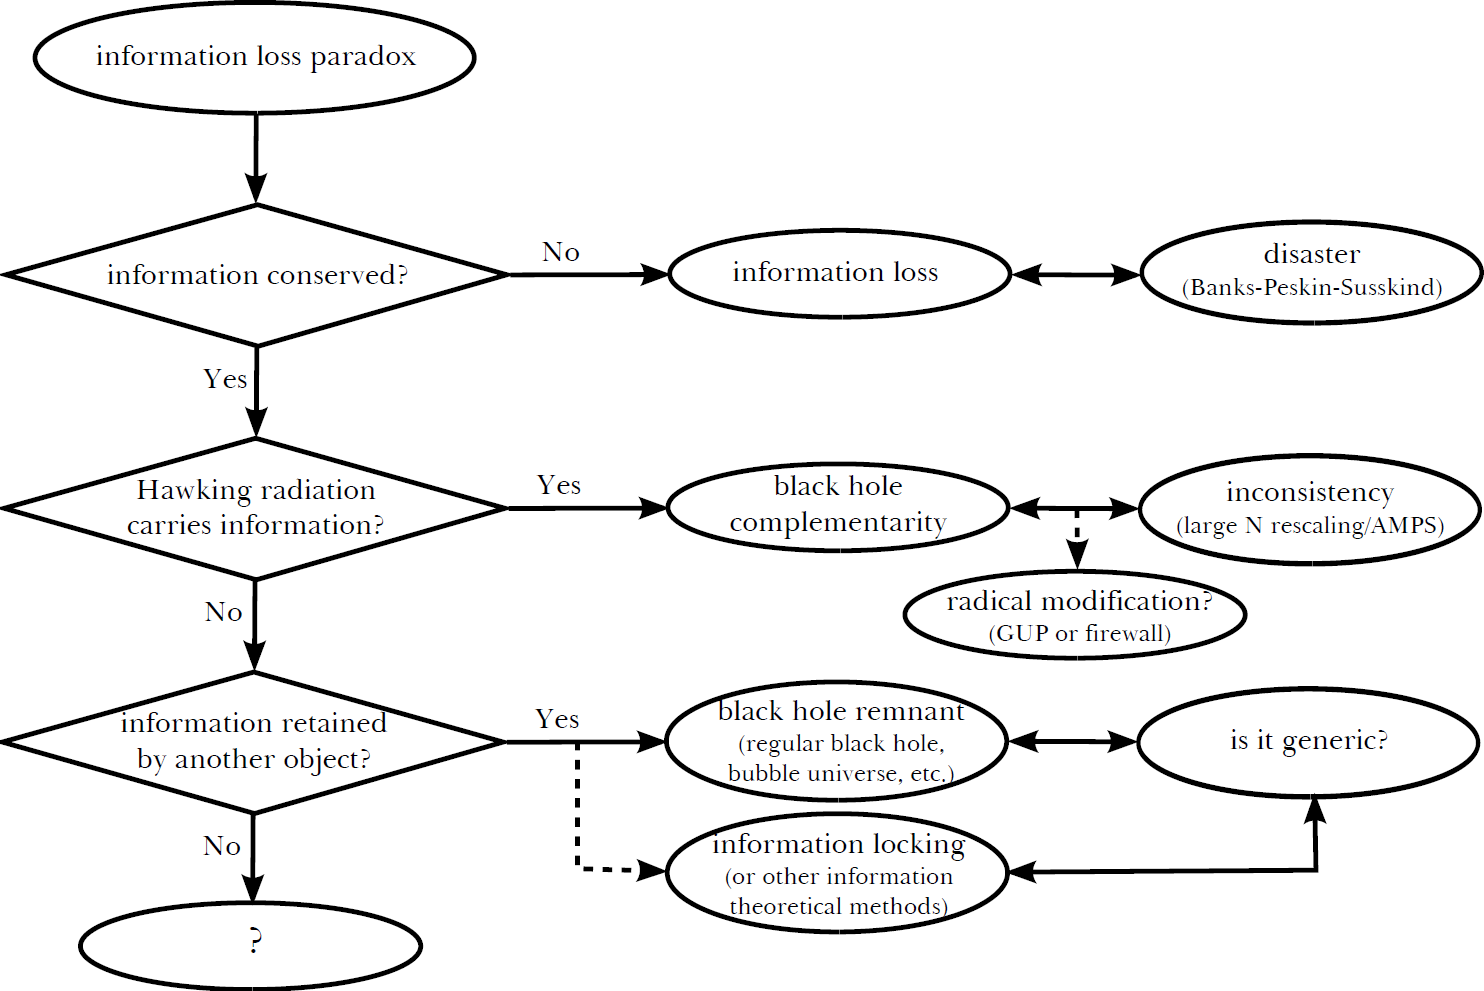 information loss paradox
information conserved?
No
information loss
disaster
(Banks-Peskin-Susskind)
Yes
Hawking radiation
carries information?
Yes
black hole
complementarity
inconsistency
(large N rescaling/AMPS)
radical modification?
(GUP or firewall)
No
information retained
by another object?
Yes
black hole remnant
(regular black hole,
bubble universe, etc.)
is it generic?
information locking
(or other information
theoretical methods)
No
?